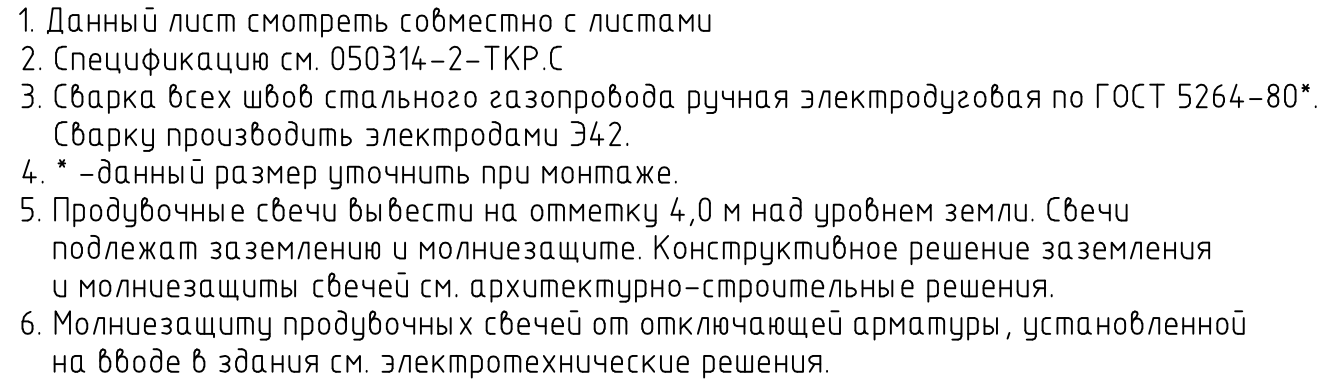 1. Данный лист смотреть совместно с листами
2. Спецификацию см. 050314-2-ТКР.С
3. Сварка всех швов стального газопровода ручная электродуговая по ГОСТ 5264-80*.
Сварку производить электродами Э42.
4. * -данный размер уточнить при монтаже.
5. Продувочные свечи вывести на отметку 4,0 м над уровнем земли. Свечи
подлежат заземлению и молниезащите. Конструктивное решение заземления
и молниезащиты свечей см. архитектурно-строительные решения.
6. Молниезащиту продувочных свечей от отключающей арматуры, установленной
на вводе в здания см. электротехнические решения.